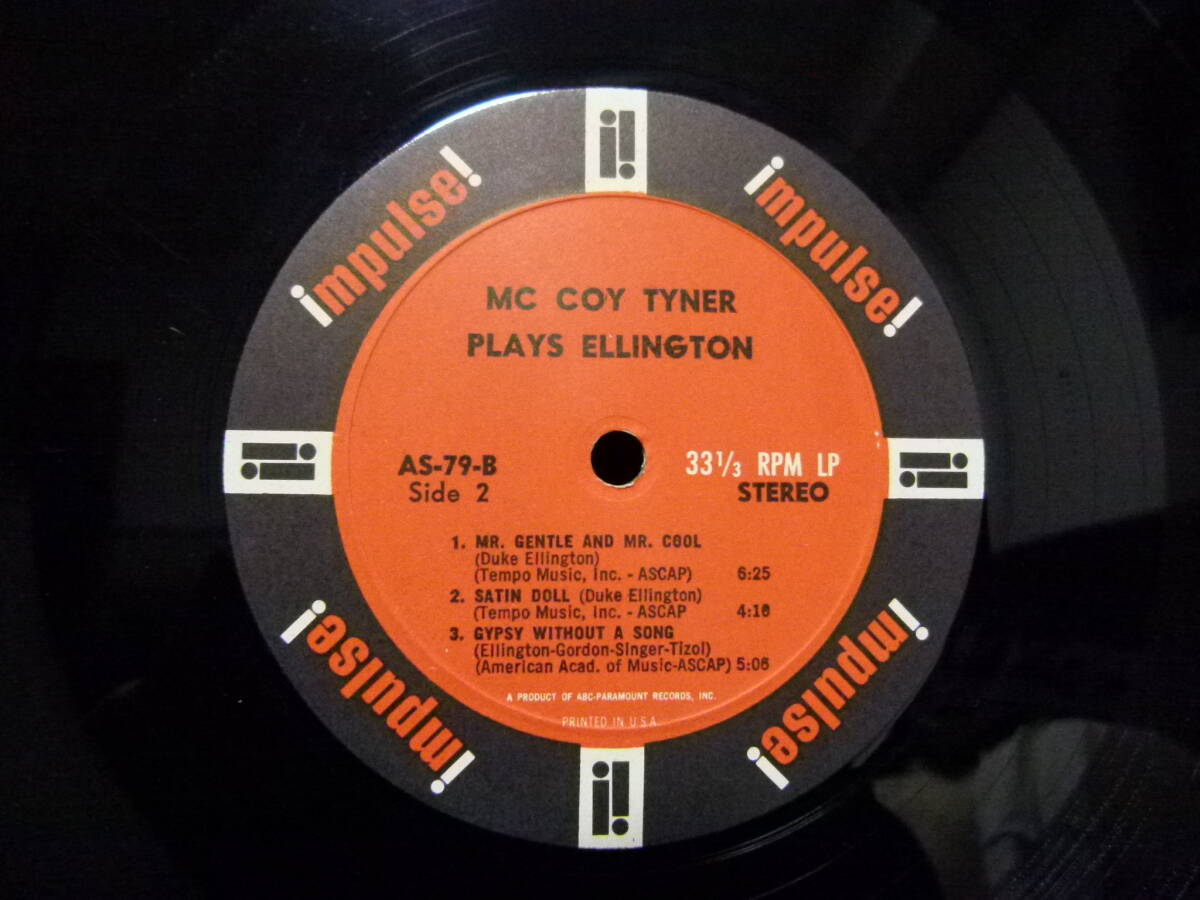 impulse!
impulse!
MC COY TYNER
PLAYS ELLINGTON
AS-79-B
Side 2
33 1/3 RPM LP
STEREO
1. MR. GENTLE AND MR. COOL
(Duke Ellington)
(Tempo Music, Inc. - ASCAP) 6:25
2. SATIN DOLL (Duke Ellington)
(Tempo Music, Inc. - ASCAP 4:18
3. GYPSY WITHOUT A SONG
(Ellington-Gordon-Singer-Tizol)
(American Acad. of Music-ASCAP) 5:06
A PRODUCT OF ABC-PARAMOUNT RECORDS, INC.
PRINTED IN U.S.A.
impulse!
impulse!